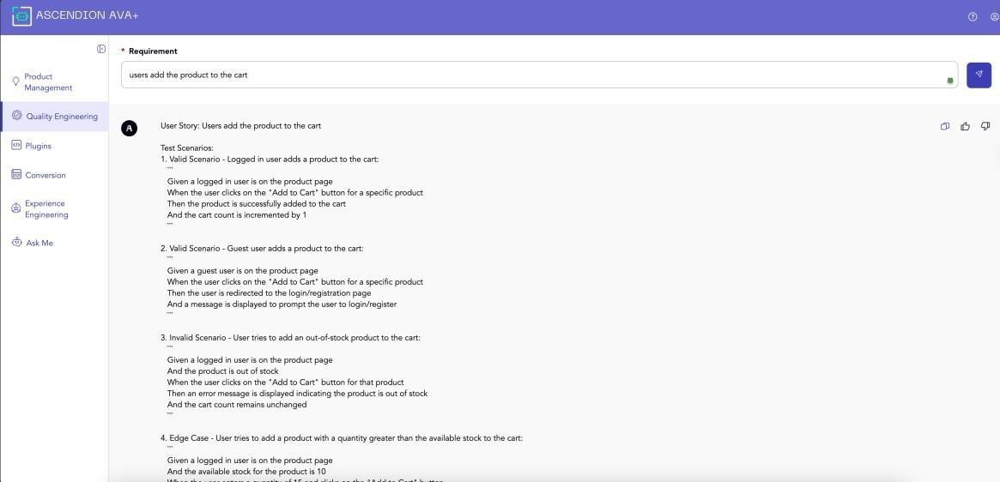 ASCENDION AVA+
* Requirement
users add the product to the cart
Product
Management
Quality Engineering
Plugins
Conversion
Experience
Engineering
Ask Me
A
User Story: Users add the product to the cart
Test Scenarios:
1. Valid Scenario - Logged in user adds a product to the cart:
```
Given a logged in user is on the product page
When the user clicks on the "Add to Cart" button for a specific product
Then the product is successfully added to the cart
And the cart count is incremented by 1
```
2. Valid Scenario - Guest user adds a product to the cart:
```
Given a guest user is on the product page
When the user clicks on the "Add to Cart" button for a specific product
Then the user is redirected to the login/registration page
And a message is displayed to prompt the user to login/register
```
3. Invalid Scenario - User tries to add an out-of-stock product to the cart:
```
Given a logged in user is on the product page
And the product is out of stock
When the user clicks on the "Add to Cart" button for that product
Then an error message is displayed indicating the product is out of stock
And the cart count remains unchanged
```
4. Edge Case - User tries to add a product with a quantity greater than the available stock to the cart:
```
Given a logged in user is on the product page
And the available stock for the product is 10
When the user enters a quantity of 15 and clicks on the "Add to Cart" button